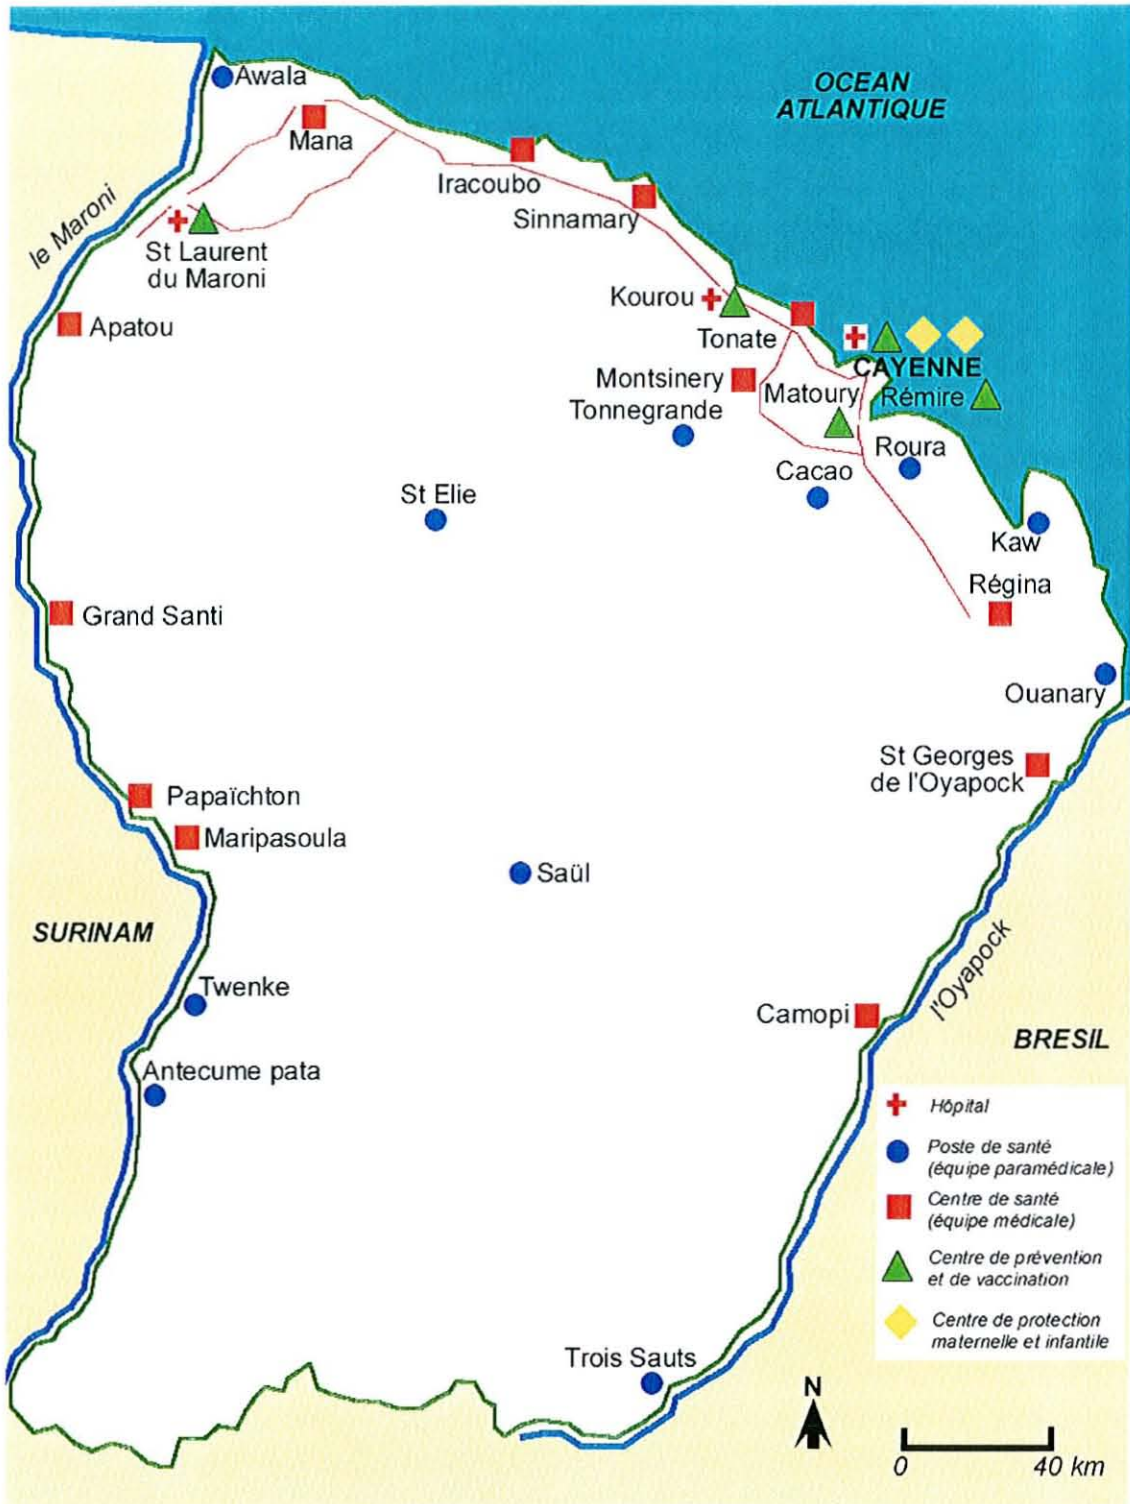 OCEAN
ATLANTIQUE
Awala
Mana
Iracoubo
Sinnamary
le Maroni
St Laurent
du Maroni
Kourou
Apatou
Tonate
CAYENNE
Montsinery
Tonnegrande
Matoury
Rémire
Roura
Cacao
St Elie
Kaw
Régina
Grand Santi
Ouanary
St Georges
de l'Oyapock
Papaïchton
Maripasoula
Saül
SURINAM
l'Oyapock
Twenke
Camopi
BRESIL
Antecume pata
Hôpital
Poste de santé
(équipe paramédicale)
Centre de santé
(équipe médicale)
Centre de prévention
et de vaccination
Centre de protection
maternelle et infantile
Trois Sauts
N
0 40 km